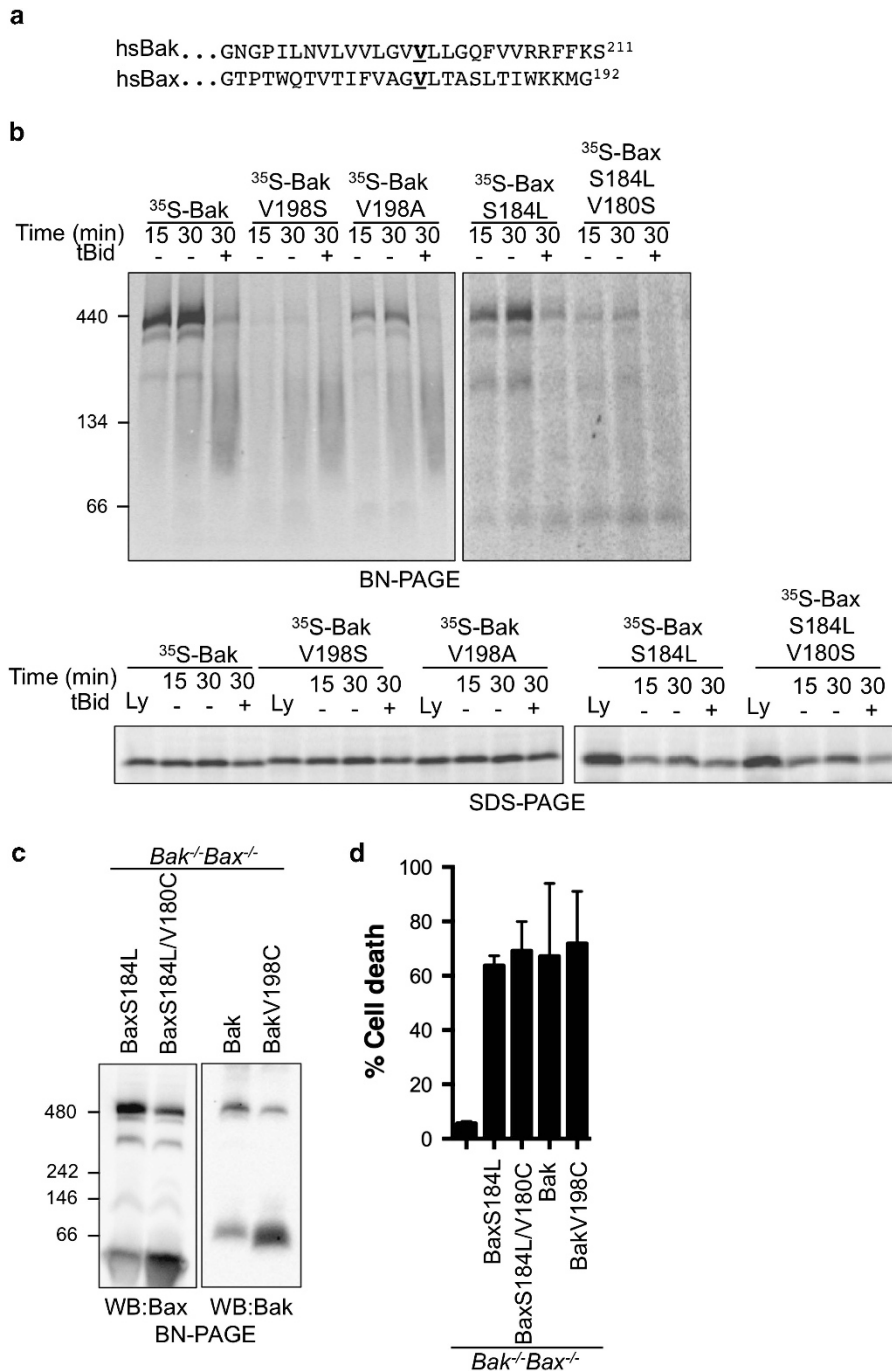 a
hsBak...GNGPILNVLVVLGVVLLGQFVVRRFFKS211
hsBax...GTPTWQTVTIFVAGVLTASLTIWKKMG192
b
35S-Bak
35S-Bak V198S
35S-Bak V198A
35S-Bax S184L
35S-Bax S184L V180S
Time (min) 15 30 30 15 30 30 15 30 30 15 30 30 15 30 30
tBid - - + - - + - - + - - + - - +
440
134
66
BN-PAGE
35S-Bak
35S-Bak V198S
35S-Bak V198A
35S-Bax S184L
35S-Bax S184L V180S
Time (min) 15 30 30 15 30 30 15 30 30 15 30 30 15 30 30
tBid Ly - - + Ly - - + Ly - - + Ly - - + Ly - - +
SDS-PAGE
c
Bak-/-Bax-/-
BaxS184L
BaxS184L/V180C
Bak
BakV198C
480
242
146
66
WB:Bax WB:Bak
BN-PAGE
d
% Cell death
100
80
60
40
20
0
BaxS184L
BaxS184L/V180C
Bak
BakV198C
Bak-/-Bax-/-